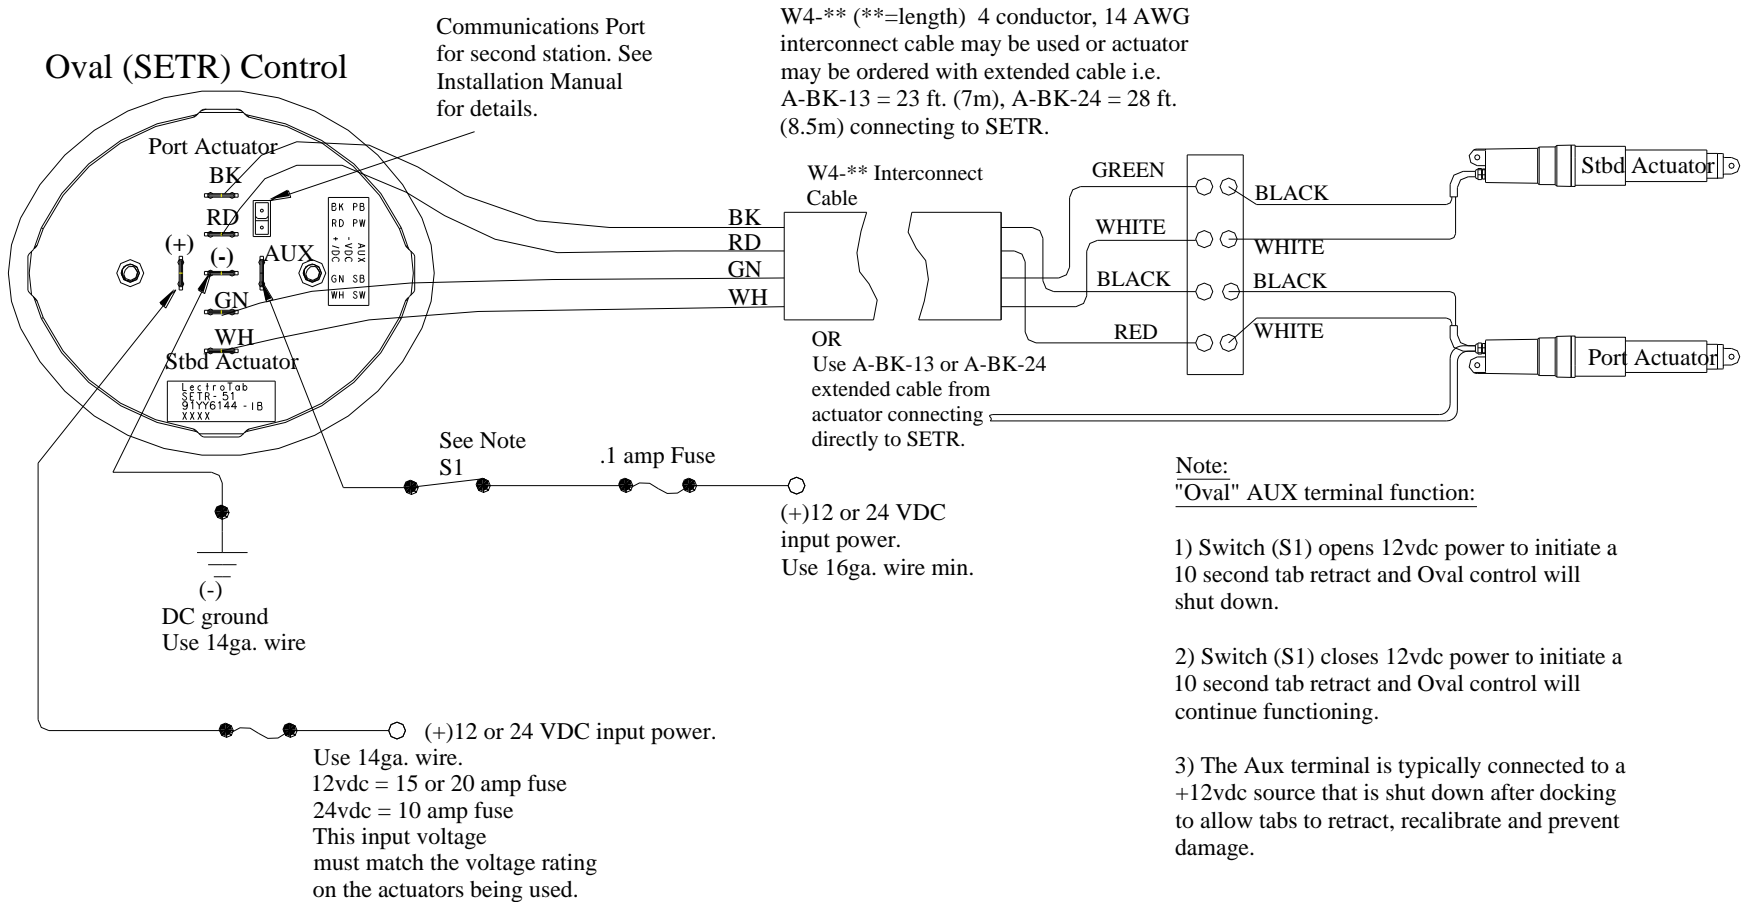 Oval (SETR) Control
Communications Port
for second station. See
Installation Manual
for details.
W4-** (**=length)  4 conductor, 14 AWG
interconnect cable may be used or actuator
may be ordered with extended cable i.e.
A-BK-13 = 23 ft. (7m), A-BK-24 = 28 ft.
(8.5m) connecting to SETR.
Port Actuator
BK
RD
(+)
(-)
AUX
GN
WH
Stbd Actuator
BK PB
RD PW
+/DC
-VDC
AUX
GN SB
WH SW
LectroTab
SETR-51
91YY6144 -1B
XXXX
BK
RD
GN
WH
W4-** Interconnect
Cable
OR
Use A-BK-13 or A-BK-24
extended cable from
actuator connecting
directly to SETR.
GREEN
WHITE
BLACK
RED
BLACK
WHITE
BLACK
WHITE
Stbd Actuator
Port Actuator
See Note
S1
.1 amp Fuse
(+)12 or 24 VDC
input power.
Use 16ga. wire min.
(-)
DC ground
Use 14ga. wire
(+)12 or 24 VDC input power.
Use 14ga. wire.
12vdc = 15 or 20 amp fuse
24vdc = 10 amp fuse
This input voltage
must match the voltage rating
on the actuators being used.
Note:
"Oval" AUX terminal function:
1) Switch (S1) opens 12vdc power to initiate a
10 second tab retract and Oval control will
shut down.
2) Switch (S1) closes 12vdc power to initiate a
10 second tab retract and Oval control will
continue functioning.
3) The Aux terminal is typically connected to a
+12vdc source that is shut down after docking
to allow tabs to retract, recalibrate and prevent
damage.